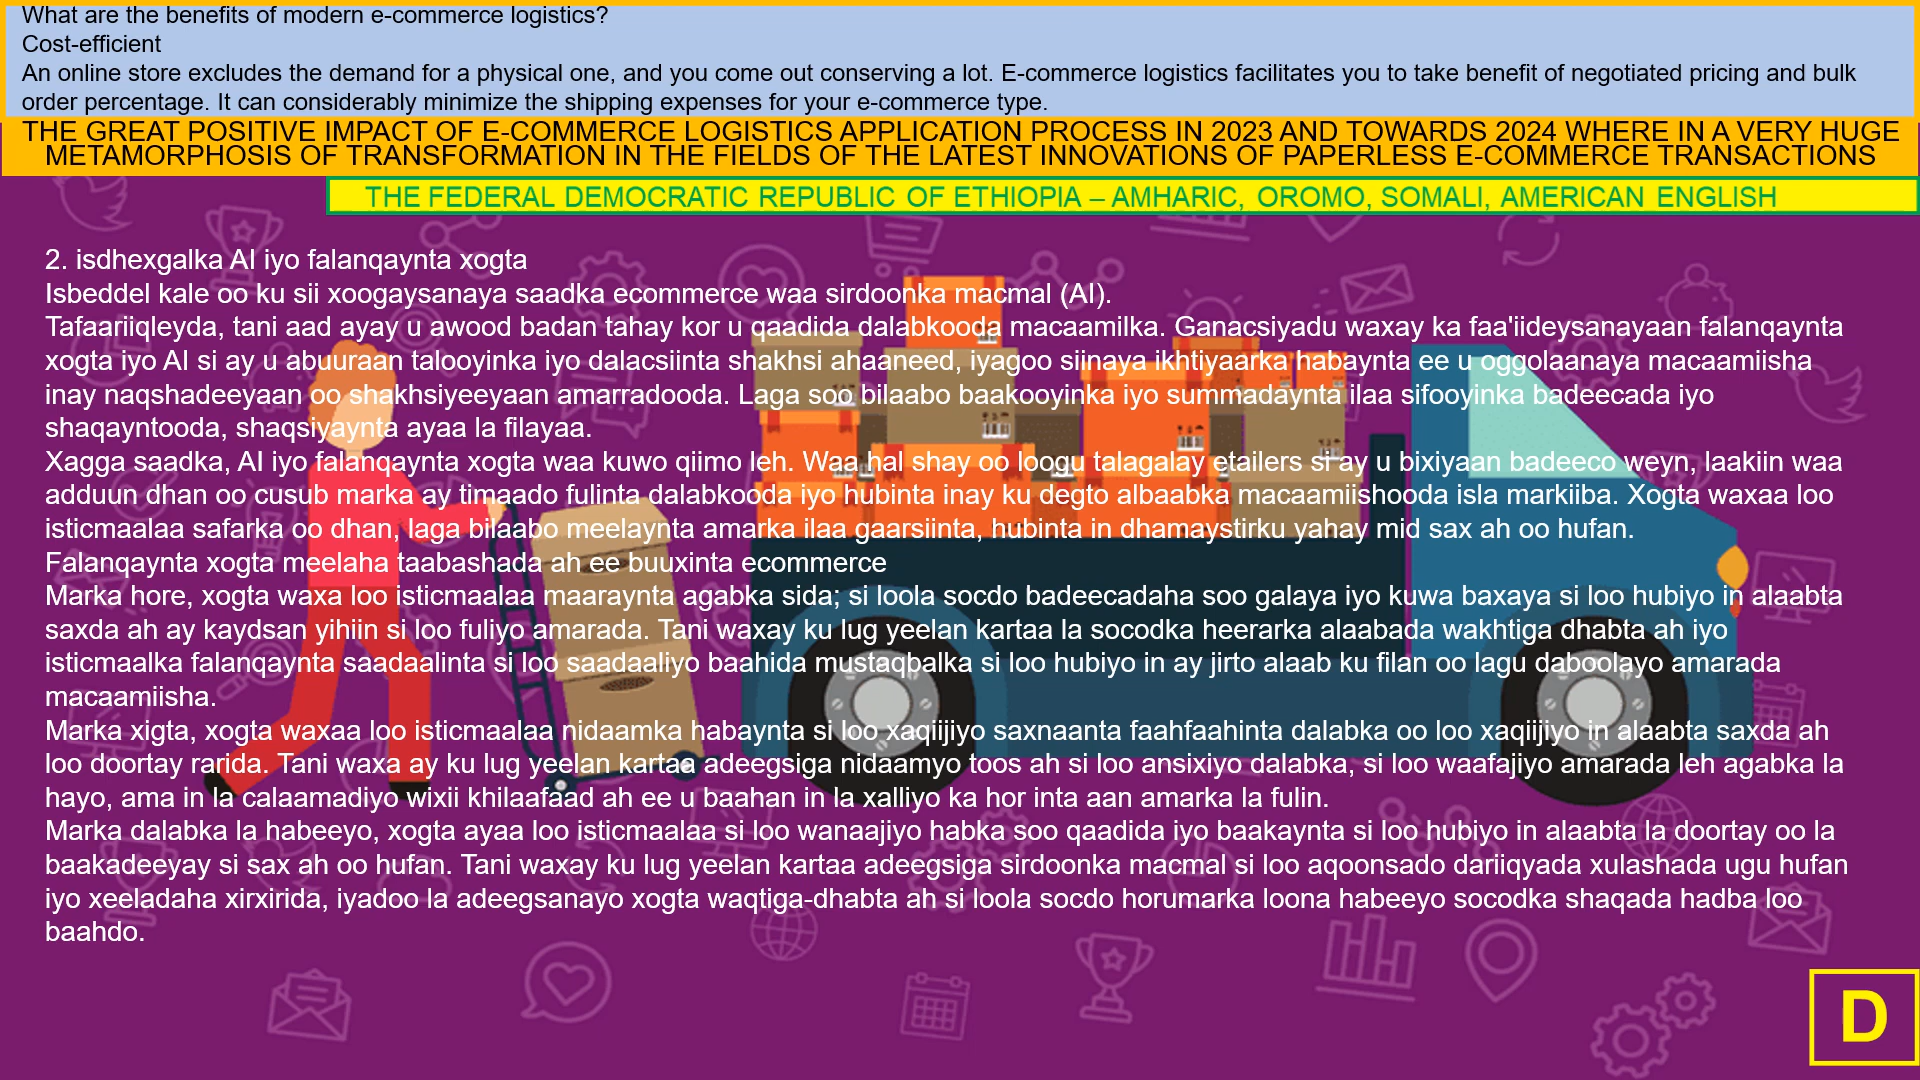 What are the benefits of modern e-commerce logistics?
Cost-efficient
An online store excludes the demand for a physical one, and you come out conserving a lot. E-commerce logistics facilitates you to take benefit of negotiated pricing and bulk
order percentage. It can considerably minimize the shipping expenses for your e-commerce type.
THE GREAT POSITIVE IMPACT OF E-COMMERCE LOGISTICS APPLICATION PROCESS IN 2023 AND TOWARDS 2024 WHERE IN A VERY HUGE
METAMORPHOSIS OF TRANSFORMATION IN THE FIELDS OF THE LATEST INNOVATIONS OF PAPERLESS E-COMMERCE TRANSACTIONS
THE FEDERAL DEMOCRATIC REPUBLIC OF ETHIOPIA – AMHARIC, OROMO, SOMALI, AMERICAN ENGLISH
2. isdhexgalka AI iyo falanqaynta xogta
Isbeddel kale oo ku sii xoogaysanaya saadka ecommerce waa sirdoonka macmal (AI).
Tafaariiqleyda, tani aad ayay u awood badan tahay kor u qaadida dalabkooda macaamilka. Ganacsiyadu waxay ka faa'iideysanayaan falanqaynta
xogta iyo AI si ay u abuuraan talooyinka iyo dalacsiinta shakhsi ahaaneed, iyagoo siinaya ikhtiyaarka habaynta ee u oggolaanaya macaamiisha
inay naqshadeeyaan oo shakhsiyeeyaan amarradooda. Laga soo bilaabo baakooyinka iyo summadaynta ilaa sifooyinka badeecada iyo
shaqayntooda, shaqsiyaynta ayaa la filayaa.
Xagga saadka, AI iyo falanqaynta xogta waa kuwo qiimo leh. Waa hal shay oo loogu talagalay etailers si ay u bixiyaan badeeco weyn, laakiin waa
adduun dhan oo cusub marka ay timaado fulinta dalabkooda iyo hubinta inay ku degto albaabka macaamiishooda isla markiiba. Xogta waxaa loo
isticmaalaa safarka oo dhan, laga bilaabo meelaynta amarka ilaa gaarsiinta, hubinta in dhamaystirku yahay mid sax ah oo hufan.
Falanqaynta xogta meelaha taabashada ah ee buuxinta ecommerce
Marka hore, xogta waxa loo isticmaalaa maaraynta agabka sida; si loola socdo badeecadaha soo galaya iyo kuwa baxaya si loo hubiyo in alaabta
saxda ah ay kaydsan yihiin si loo fuliyo amarada. Tani waxay ku lug yeelan kartaa la socodka heerarka alaabada wakhtiga dhabta ah iyo
isticmaalka falanqaynta saadaalinta si loo saadaaliyo baahida mustaqbalka si loo hubiyo in ay jirto alaab ku filan oo lagu daboolayo amarada
macaamiisha.
Marka xigta, xogta waxaa loo isticmaalaa nidaamka habaynta si loo xaqiijiyo saxnaanta faahfaahinta dalabka oo loo xaqiijiyo in alaabta saxda ah
loo doortay rarida. Tani waxa ay ku lug yeelan kartaa adeegsiga nidaamyo toos ah si loo ansixiyo dalabka, si loo waafajiyo amarada leh agabka la
hayo, ama in la calaamadiyo wixii khilaafaad ah ee u baahan in la xalliyo ka hor inta aan amarka la fulin.
Marka dalabka la habeeyo, xogta ayaa loo isticmaalaa si loo wanaajiyo habka soo qaadida iyo baakaynta si loo hubiyo in alaabta la doortay oo la
baakadeeyay si sax ah oo hufan. Tani waxay ku lug yeelan kartaa adeegsiga sirdoonka macmal si loo aqoonsado dariiqyada xulashada ugu hufan
iyo xeeladaha xirxirida, iyadoo la adeegsanayo xogta waqtiga-dhabta ah si loola socdo horumarka loona habeeyo socodka shaqada hadba loo
baahdo.
D